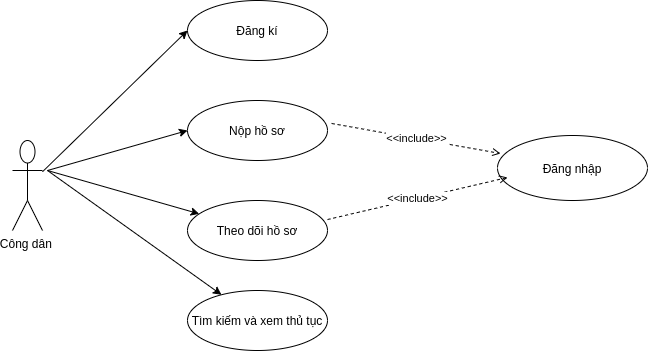 Đăng kí
Nộp hồ sơ
<<include>>
Đăng nhập
<<include>>
Theo dõi hồ sơ
Công dân
Tìm kiếm và xem thủ tục